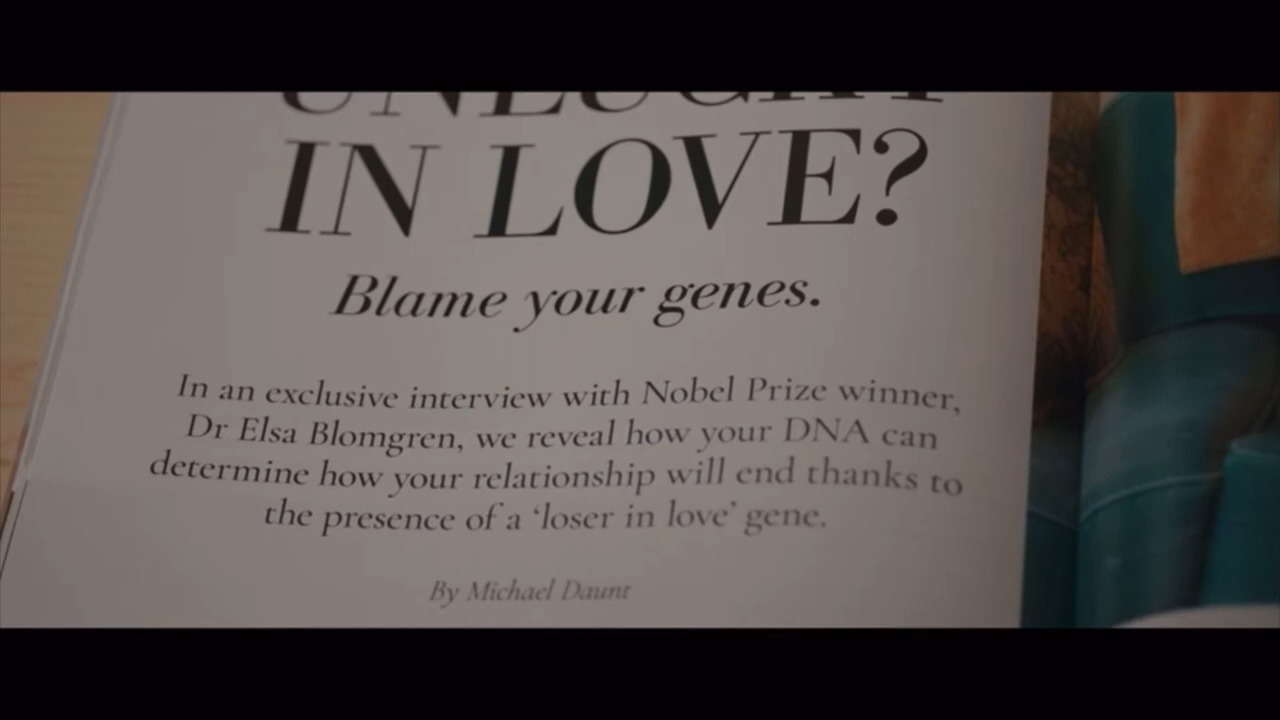 UNLUCKY
IN LOVE?
Blame your genes.
In an exclusive interview with Nobel Prize winner,
Dr Elsa Blomgren, we reveal how your DNA can
determine how your relationship will end thanks to
the presence of a ‘loser in love’ gene.
By Michael Daunt